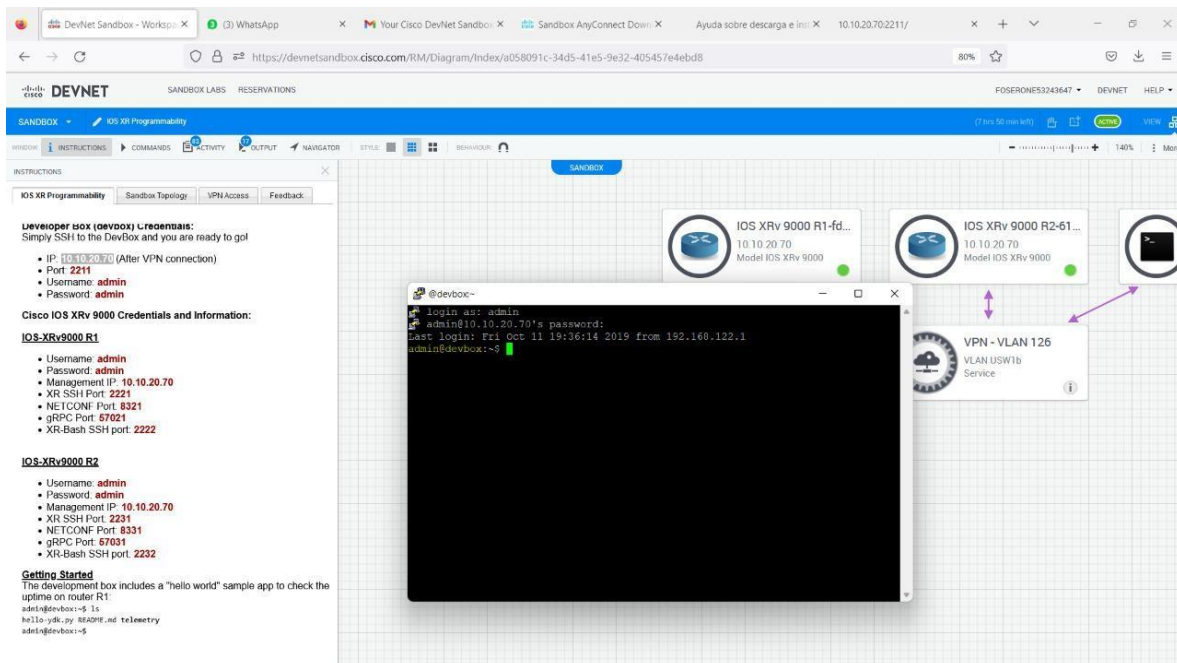 DevNet Sandbox - Workspa
(3) WhatsApp
Your Cisco DevNet Sandbox
Sandbox AnyConnect Down
Ayuda sobre descarga e ins
10.10.20.70:2211/
https://devnetsandbox.cisco.com/RM/Diagram/Index/a058091c-34d5-41e5-9e32-405457e4ebd8
80%
CISCO DEVNET
SANDBOX LABS
RESERVATIONS
FOSERONE53243647
DEVNET
HELP
SANDBOX
IOS XR Programmability
(7 hrs 50 min left)
ACTIVE
VIEW
WINDOW
INSTRUCTIONS
COMMANDS
ACTIVITY
17
OUTPUT
NAVIGATOR
STYLE
BEHAVIOUR
140%
Mor
INSTRUCTIONS
SANDBOX
IOS XR Programmability
Sandbox Topology
VPN Access
Feedback
Developer Box (devbox) Credentials:
Simply SSH to the DevBox and you are ready to go!
• IP: 10.10.20.70 (After VPN connection)
• Port: 2211
• Username: admin
• Password: admin
Cisco IOS XRv 9000 Credentials and Information:
IOS-XRv9000 R1
• Username: admin
• Password: admin
• Management IP: 10.10.20.70
• XR SSH Port: 2221
• NETCONF Port: 8321
• gRPC Port: 57021
• XR-Bash SSH port: 2222
IOS-XRv9000 R2
• Username: admin
• Password: admin
• Management IP: 10.10.20.70
• XR SSH Port: 2231
• NETCONF Port: 8331
• gRPC Port: 57031
• XR-Bash SSH port: 2232
Getting Started
The development box includes a "hello world" sample app to check the
uptime on router R1:
admin@devbox:~$ ls
hello-ydk.py README.md telemetry
admin@devbox:~$
IOS XRv 9000 R1-fd...
10.10.20.70
Model IOS XRv 9000
IOS XRv 9000 R2-61...
10.10.20.70
Model IOS XRv 9000
VPN - VLAN 126
VLAN USW1b
Service
@devbox:~
login as: admin
admin@10.10.20.70's password:
Last login: Fri Oct 11 19:36:14 2019 from 192.168.122.1
admin@devbox:~$